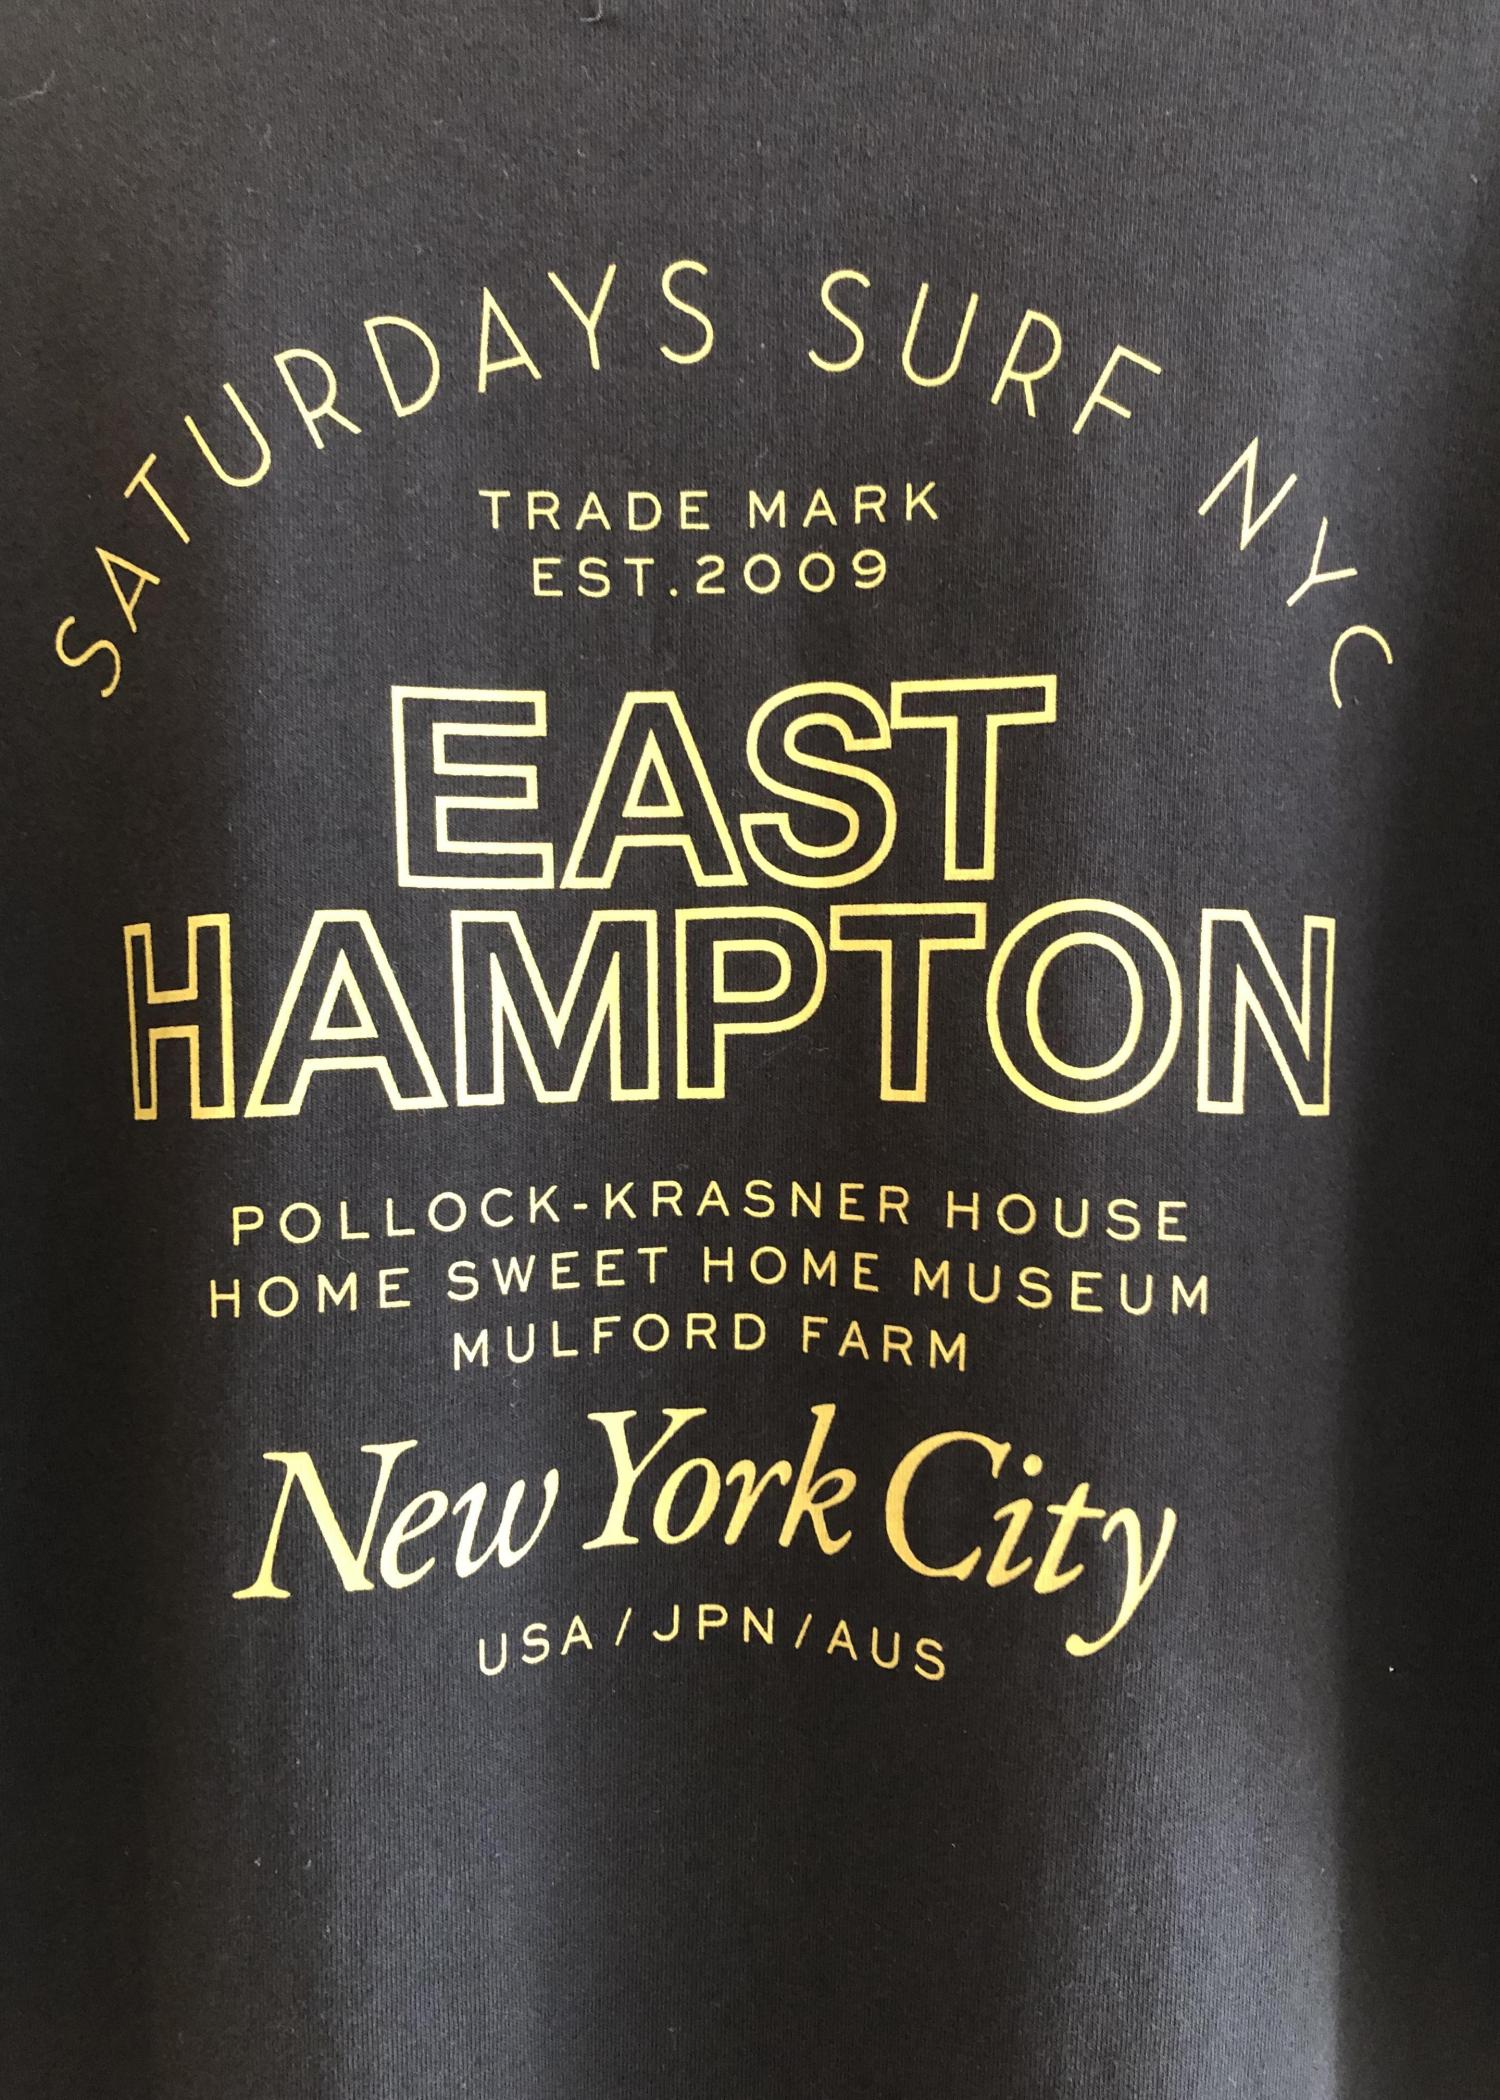 SATURDAYS SURF NYC
TRADE MARK
EST.2009
EAST
HAMPTON
POLLOCK-KRASNER HOUSE
HOME SWEET HOME MUSEUM
MULFORD FARM
New York City
USA/JPN/AUS